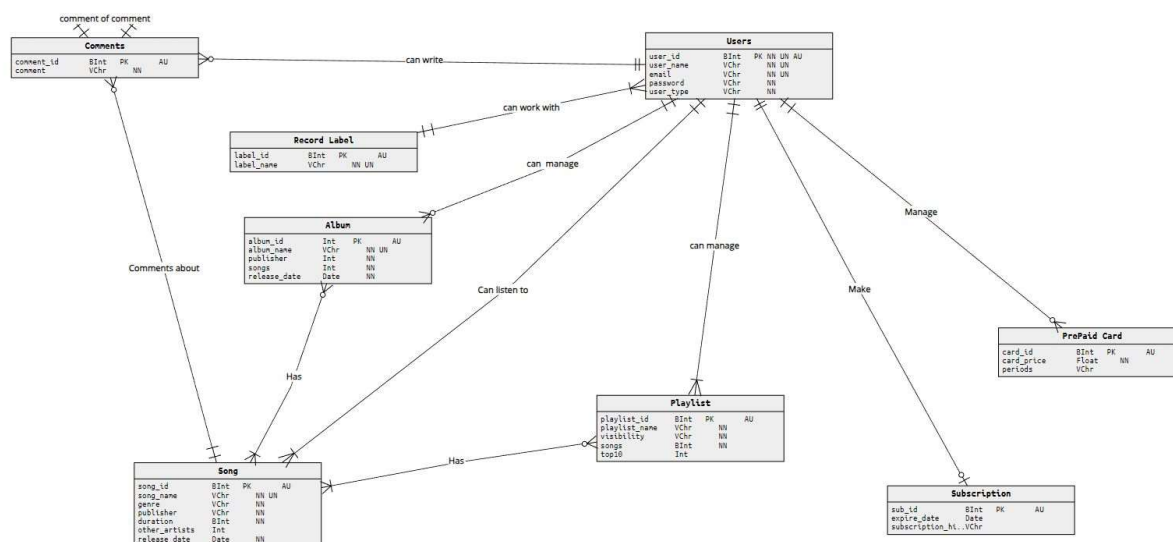 comment of comment
Comments
comment_id BInt PK AU
comment VChr NN
can write
Users
user_id BInt PK NN UN AU
user_name VChr NN UN
email VChr NN UN
password VChr NN
user_type VChr NN
can work with
Record Label
label_id BInt PK AU
label_name VChr NN UN
can manage
Album
album_id Int PK AU
album_name VChr NN UN
publisher Int NN
songs Int NN
release_date Date NN
Manage
can manage
Comments about
Can listen to
Make
PrePaid Card
card_id BInt PK AU
card_price Float NN
periods VChr
Has
Playlist
playlist_id BInt PK AU
playlist_name VChr NN
visibility VChr NN
songs BInt NN
top10 Int
Has
Song
song_id BInt PK AU
song_name VChr NN UN
genre VChr NN
publisher VChr NN
duration BInt NN
other_artists Int
release_date Date NN
Subscription
sub_id BInt PK AU
expire_date Date
subscription_hi..VChr